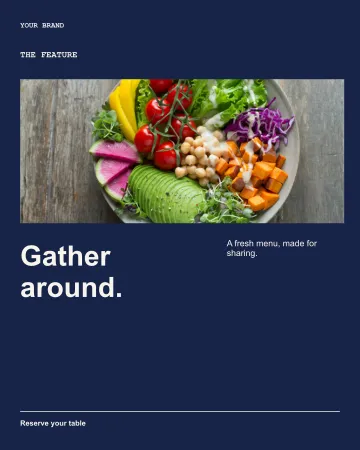 YOUR BRAND
THE FEATURE
Gather
around.
A fresh menu, made for
sharing.
Reserve your table